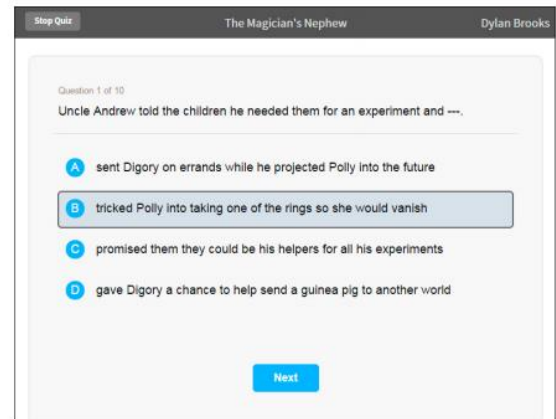 Stop Quiz The Magician's Nephew Dylan Brooks
Question 1 of 10
Uncle Andrew told the children he needed them for an experiment and ---.
A sent Digory on errands while he projected Polly into the future
B tricked Polly into taking one of the rings so she would vanish
C promised them they could be his helpers for all his experiments
D gave Digory a chance to help send a guinea pig to another world
Next